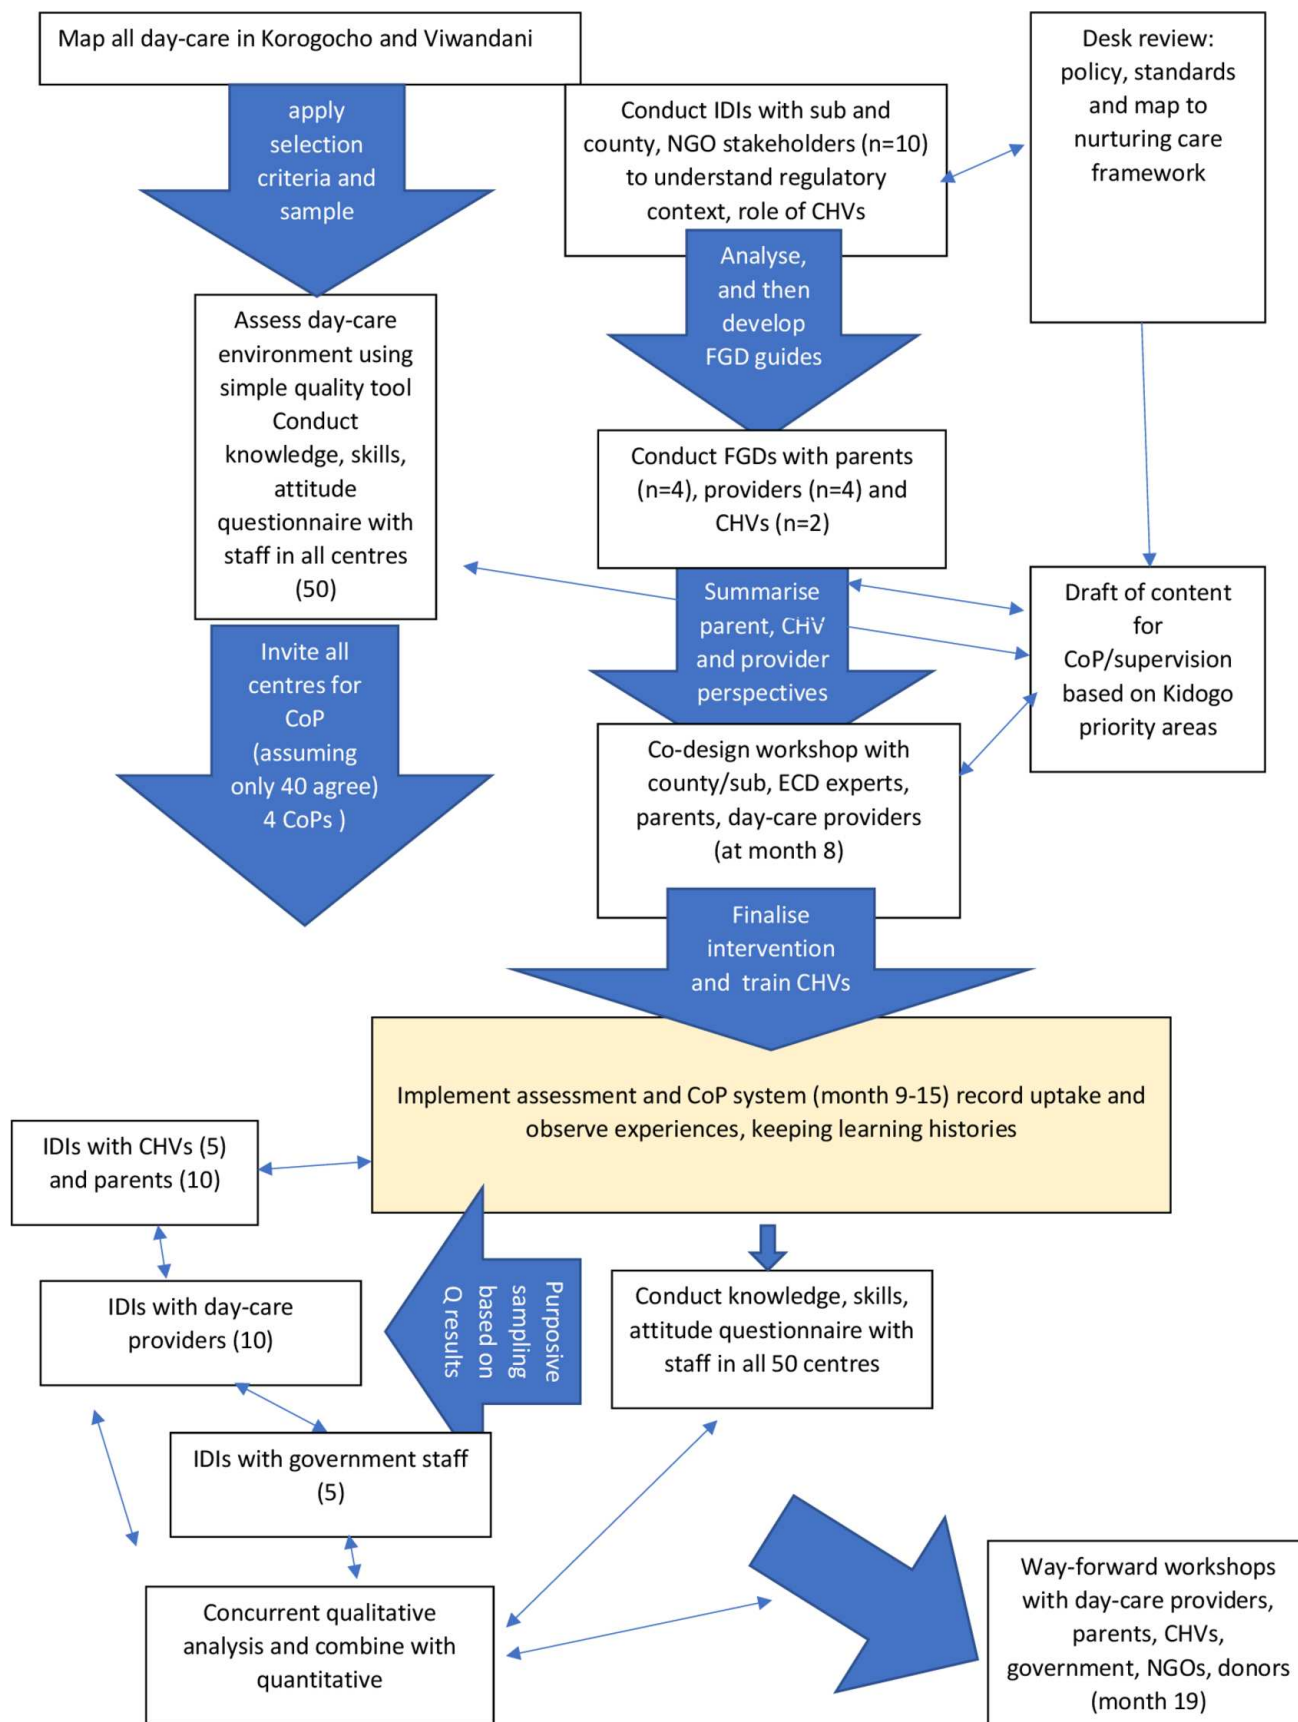 Map all day-care in Korogocho and Viwandani
apply
selection
criteria and
sample
Conduct IDIs with sub and
county, NGO stakeholders (n=10)
to understand regulatory
context, role of CHVs
Desk review:
policy, standards
and map to
nurturing care
framework
Analyse,
and then
develop
FGD guides
Assess day-care
environment using
simple quality tool
Conduct
knowledge, skills,
attitude
questionnaire with
staff in all centres
(50)
Conduct FGDs with parents
(n=4), providers (n=4) and
CHVs (n=2)
Summarise
parent, CHV
and provider
perspectives
Draft of content
for
CoP/supervision
based on Kidogo
priority areas
Invite all
centres for
CoP
(assuming
only 40 agree)
4 CoPs )
Co-design workshop with
county/sub, ECD experts,
parents, day-care providers
(at month 8)
Finalise
intervention
and train CHVs
Implement assessment and CoP system (month 9-15) record uptake and
observe experiences, keeping learning histories
IDIs with CHVs (5)
and parents (10)
IDIs with day-care
providers (10)
Purposive
sampling
based on
Q results
Conduct knowledge, skills,
attitude questionnaire with
staff in all 50 centres
IDIs with government staff
(5)
Concurrent qualitative
analysis and combine with
quantitative
Way-forward workshops
with day-care providers,
parents, CHVs,
government, NGOs, donors
(month 19)